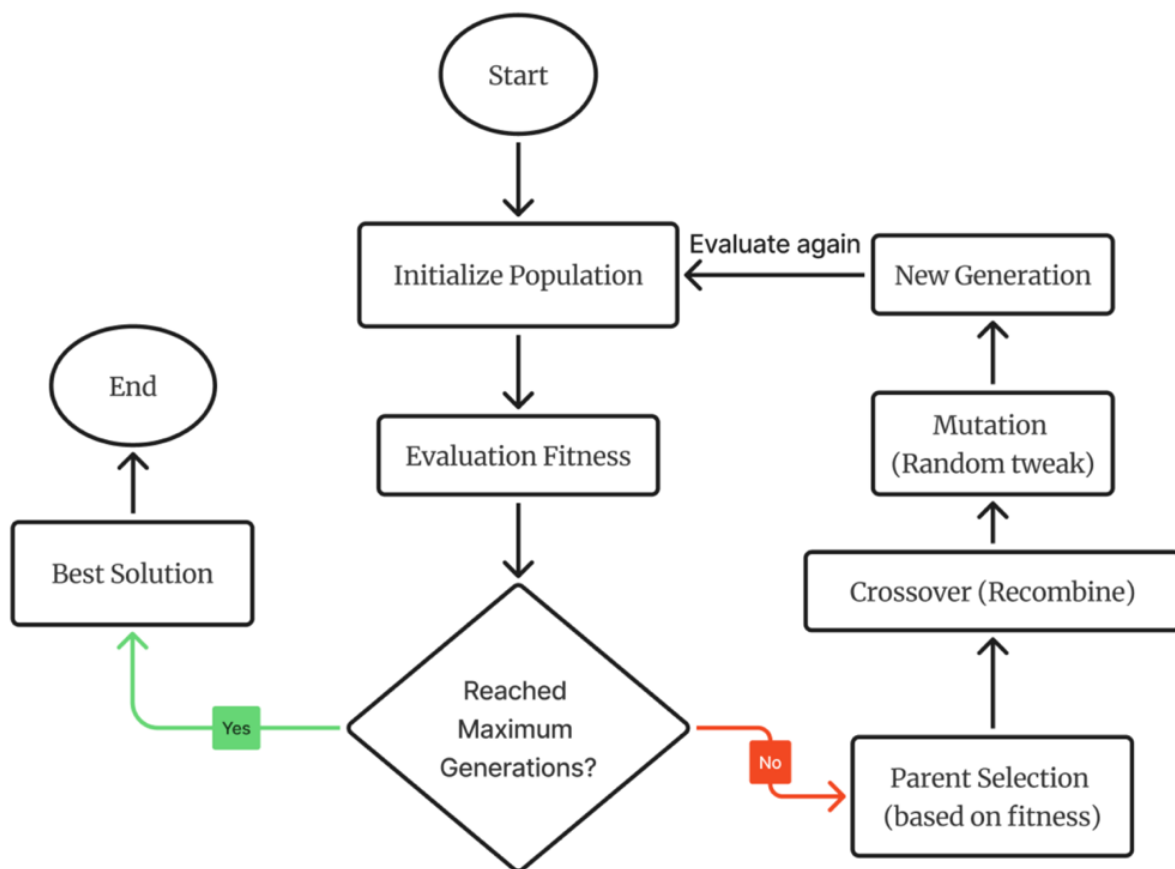 Start
Initialize Population
Evaluate again
New Generation
Evaluation Fitness
Mutation
(Random tweak)
Crossover (Recombine)
Parent Selection
(based on fitness)
Reached
Maximum
Generations?
Yes
No
Best Solution
End